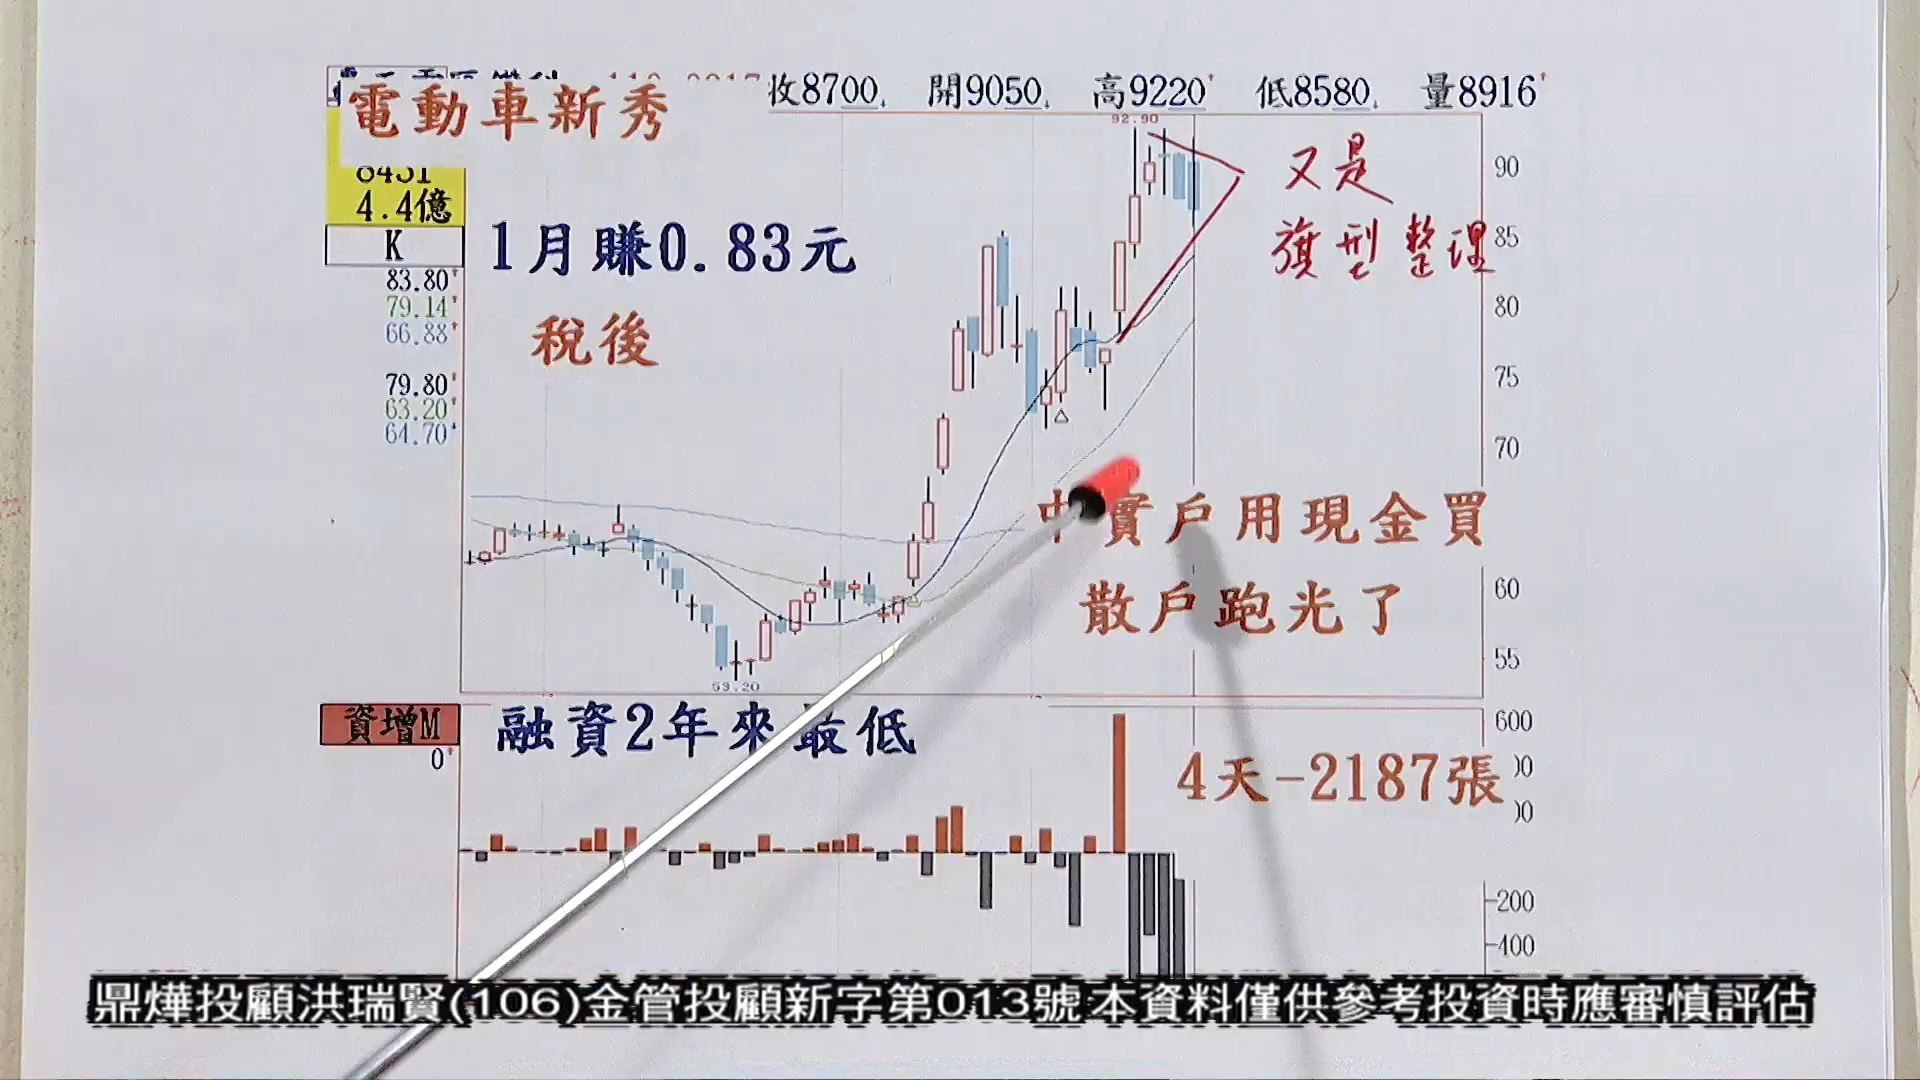 電動車新秀
收8700 開9050 高9220 低8580 量8916
92.90
8451
4.4億
K
83.80
79.14
66.88
79.80
63.20
64.70
1月賺0.83元
稅後
又是
旗型整理
90
85
80
75
70
60
55
中實戶用現金買
散戶跑光了
53.20
資增M
0
融資2年來最低
4天-2187張
600
-200
-400
鼎燁投顧洪瑞賢(106)金管投顧新字第013號本資料僅供參考投資時應審慎評估